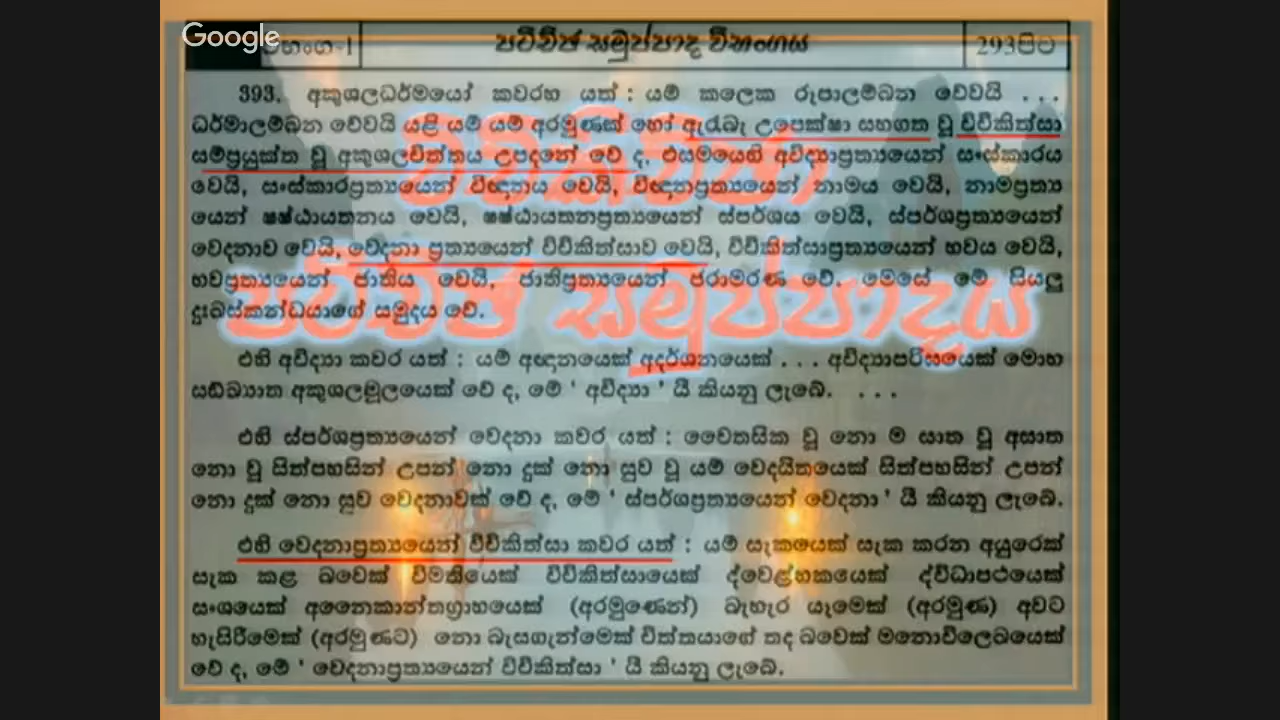 Google
විභංග-1 පටිච්ච සමුප්පාද විභංගය 293පිට
393. අකුශලධර්මයෝ කවරහ යත් : යම් කලෙක රූපාලම්බන වේවයි ...
ධර්මාලම්බන වේවයි යළි යම් යම් අරමුණක් හෝ ඇරැබැ උපෙක්ෂා සහගත වූ විචිකිත්සා
සම්ප්‍රයුක්ත වූ අකුශලචිත්තය උපදනේ වේ ද, එසමයෙහි අවිද්‍යාප්‍රත්‍යයෙන් සංස්කාරය
වෙයි, සංස්කාරප්‍රත්‍යයෙන් විඥානය වෙයි, විඥානප්‍රත්‍යයෙන් නාමය වෙයි, නාමප්‍රත්‍ය
යෙන් ෂෂ්ඨායතනය වෙයි, ෂෂ්ඨායතනප්‍රත්‍යයෙන් ස්පර්ශය වෙයි, ස්පර්ශප්‍රත්‍යයෙන්
වේදනාව වෙයි, වේදනා ප්‍රත්‍යයෙන් විචිකිත්සාව වෙයි, විචිකිත්සාප්‍රත්‍යයෙන් භවය වෙයි,
භවප්‍රත්‍යයෙන් ජාතිය වෙයි, ජාතිප්‍රත්‍යයෙන් ජරාමරණ වේ. මෙසේ මේ සියලු
දුඃඛස්කන්ධයාගේ සමුදය වේ.
විචිකිච්ඡා
පටිච්ච සමුප්පාදය
එහි අවිද්‍යා කවර යත් : යම් අඥානයෙක් අදර්ශනයෙක් ... අවිද්‍යාපරිඝයෙක් මොහ
සඞ්ඛ්‍යාත අකුශලමූලයෙක් වේ ද, මේ ' අවිද්‍යා ' යි කියනු ලැබේ. ...
එහි ස්පර්ශප්‍රත්‍යයෙන් වේදනා කවර යත් : චෛතසික වූ නො ම සාත වූ අසාත
නො වූ සිත්පහසින් උපන් නො දුක් නො සුව වූ යම් වේදයිතයෙක් සිත්පහසින් උපන්
නො දුක් නො සුව වේදනාවක් වේ ද, මේ ' ස්පර්ශප්‍රත්‍යයෙන් වේදනා ' යි කියනු ලැබේ.
එහි වේදනාප්‍රත්‍යයෙන් විචිකිත්සා කවර යත් : යම් සැකයෙක් සැක කරන අයුරෙක්
සැක කළ බවෙක් විමතියෙක් විචිකිත්සායෙක් ද්වෙළ්හකයෙක් ද්විධාපථයෙක්
සංශයෙක් අනෛකාන්තග්‍රාහයෙක් (අරමුණෙන්) බැහැර යෑමෙක් (අරමුණ) අවට
හැසිරීමෙක් (අරමුණට) නො බැසගැන්මෙක් චිත්තයාගේ තද බවෙක් මනොවිලෙඛයෙක්
වේ ද, මේ ' වේදනාප්‍රත්‍යයෙන් විචිකිත්සා ' යි කියනු ලැබේ.